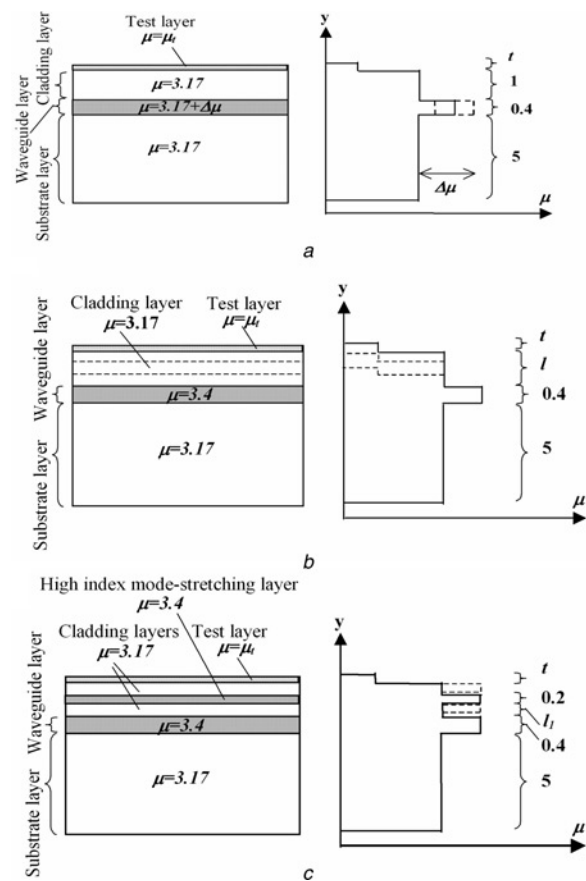 Test layer
μ=μt
Cladding layer
Waveguide layer
Substrate layer
μ=3.17
μ=3.17+Δμ
μ=3.17
y
t
1
0.4
5
Δμ
μ
a
Cladding layer
μ=3.17
Test layer
μ=μt
Waveguide layer
Substrate layer
μ=3.4
μ=3.17
y
t
l
0.4
5
μ
b
High index mode-stretching layer
μ=3.4
Cladding layers
μ=3.17
Test layer
μ=μt
Waveguide layer
Substrate layer
μ=3.4
μ=3.17
y
t
0.2
l1
0.4
5
μ
c